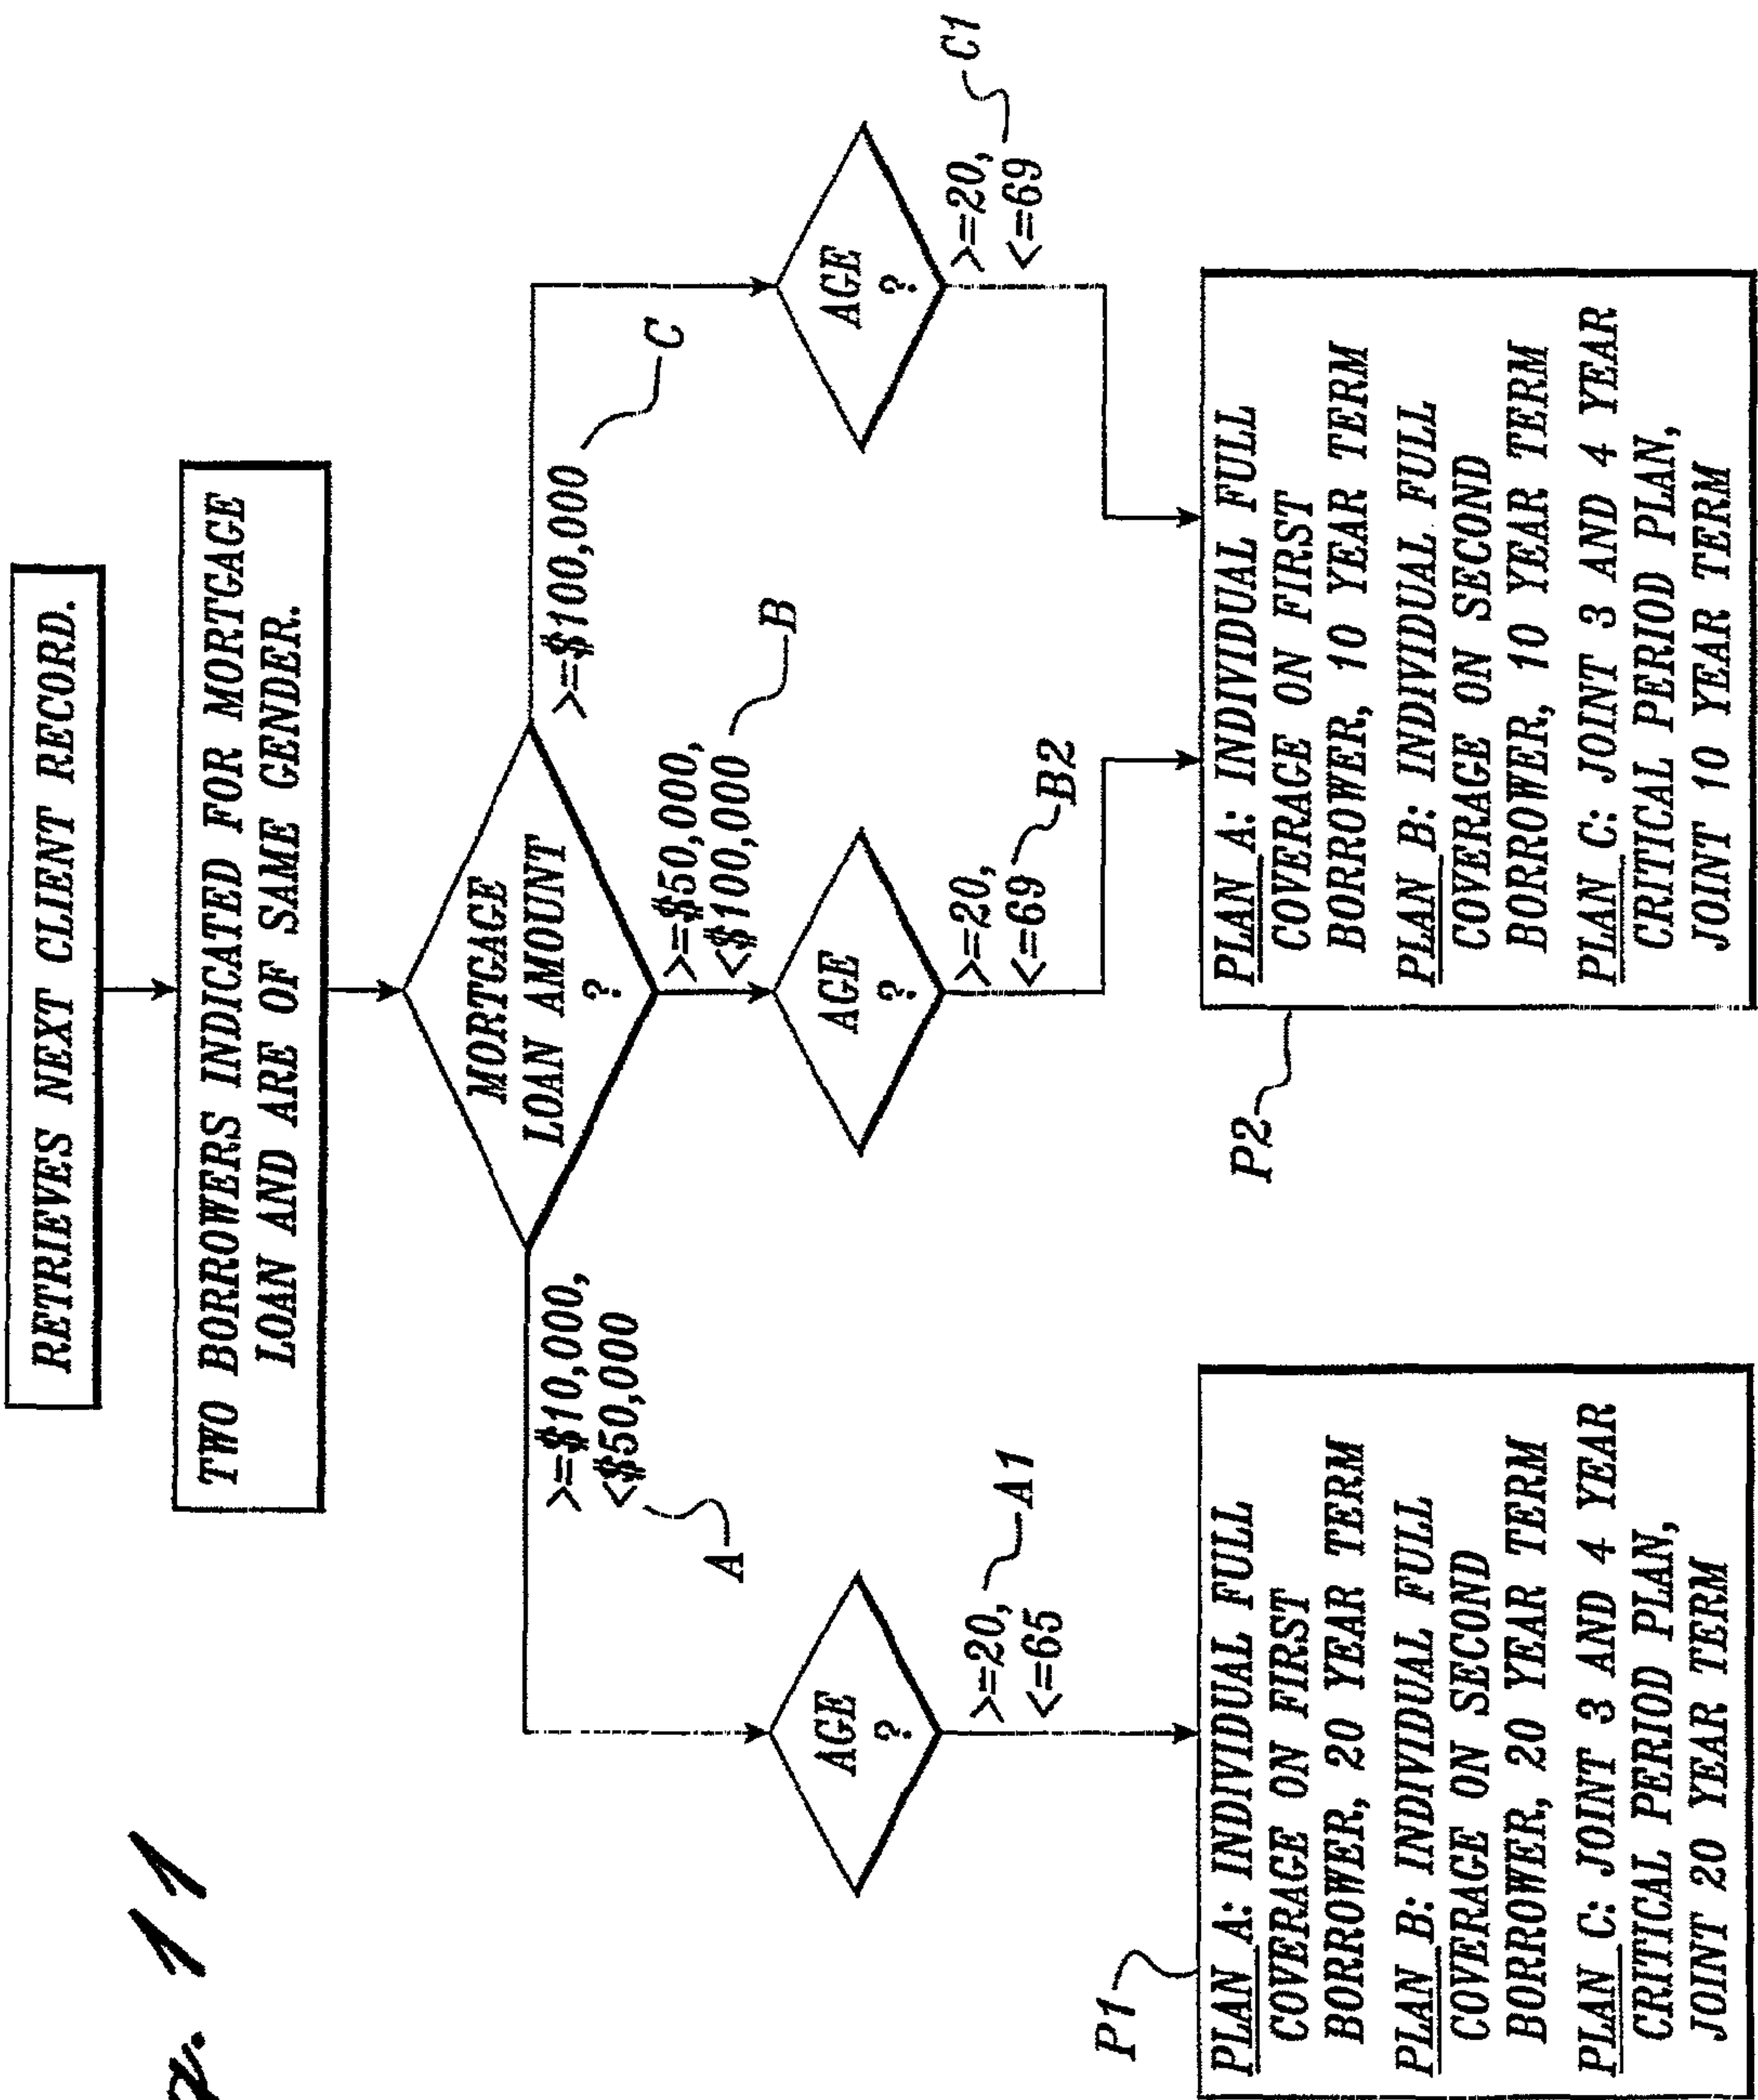 11
RETRIEVES NEXT CLIENT RECORD.
TWO BORROWERS INDICATED FOR MORTGAGE
LOAN AND ARE OF SAME GENDER.
MORTGAGE
LOAN AMOUNT
?
>=$10,000,
<$50,000
A
>=$50,000,
<$100,000
B
>=$100,000
C
AGE
?
>=20,
<=65
A1
AGE
?
>=20,
<=69
B2
AGE
?
>=20,
<=69
C1
P1
PLAN A: INDIVIDUAL FULL
COVERAGE ON FIRST
BORROWER, 20 YEAR TERM
PLAN B: INDIVIDUAL FULL
COVERAGE ON SECOND
BORROWER, 20 YEAR TERM
PLAN C: JOINT 3 AND 4 YEAR
CRITICAL PERIOD PLAN,
JOINT 20 YEAR TERM
P2
PLAN A: INDIVIDUAL FULL
COVERAGE ON FIRST
BORROWER, 10 YEAR TERM
PLAN B: INDIVIDUAL FULL
COVERAGE ON SECOND
BORROWER, 10 YEAR TERM
PLAN C: JOINT 3 AND 4 YEAR
CRITICAL PERIOD PLAN,
JOINT 10 YEAR TERM